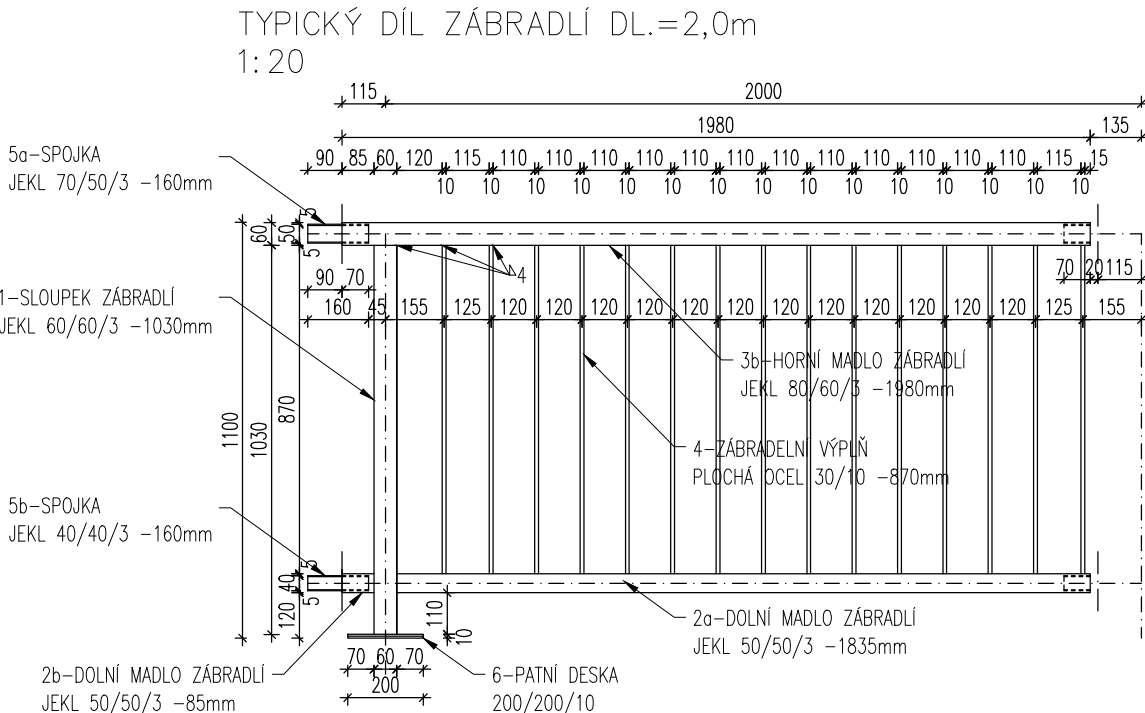 TYPICKÝ DÍL ZÁBRADLÍ DL.=2,0m
1:20
115 2000
1980 135
90 85 60 120 115 110 110 110 110 110 110 110 110 110 110 110 110 115 15
10 10 10 10 10 10 10 10 10 10 10 10 10 10 10
5a-SPOJKA
JEKL 70/50/3 -160mm
5
60 50
5
4
90 70
70 20 115
1-SLOUPEK ZÁBRADLÍ
JEKL 60/60/3 -1030mm
160 45 155 125 120 120 120 120 120 120 120 120 120 120 120 120 125 155
3b-HORNÍ MADLO ZÁBRADLÍ
JEKL 80/60/3 -1980mm
1100 1030 870
4-ZÁBRADELNÍ VÝPLŇ
PLOCHÁ OCEL 30/10 -870mm
5b-SPOJKA
JEKL 40/40/3 -160mm
5
40
5
120
110
10
2a-DOLNÍ MADLO ZÁBRADLÍ
JEKL 50/50/3 -1835mm
70 60 70
200
2b-DOLNÍ MADLO ZÁBRADLÍ
JEKL 50/50/3 -85mm
6-PATNÍ DESKA
200/200/10